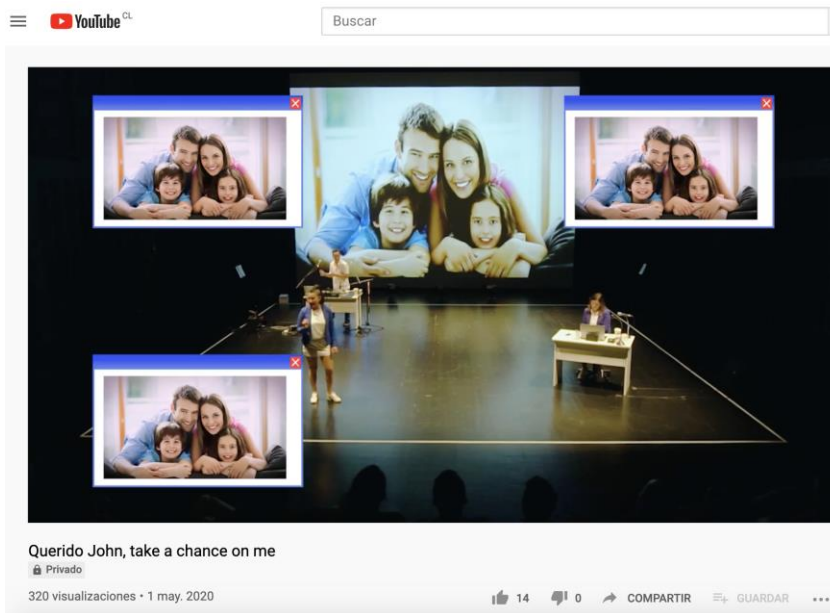 YouTube CL
Buscar
Querido John, take a chance on me
Privado
320 visualizaciones • 1 may. 2020
14
0
COMPARTIR
GUARDAR